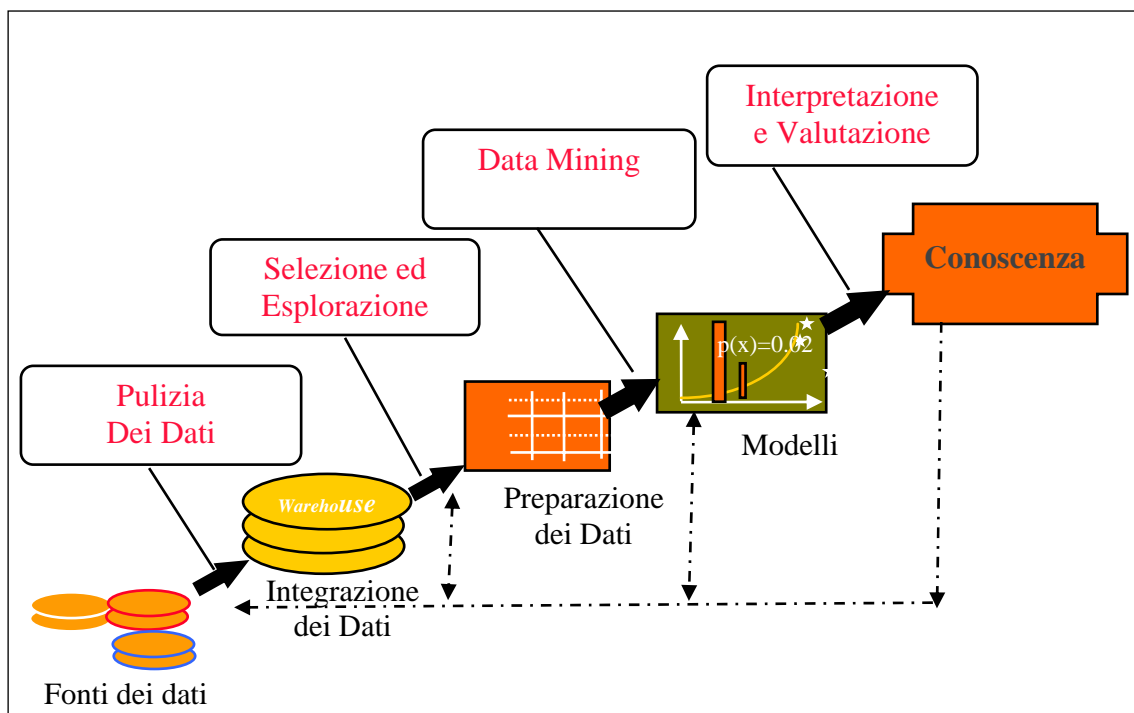 Interpretazione
e Valutazione
Data Mining
Conoscenza
Selezione ed
Esplorazione
p(x)=0.02
Pulizia
Dei Dati
Modelli
Warehouse
Preparazione
dei Dati
Integrazione
dei Dati
Fonti dei dati